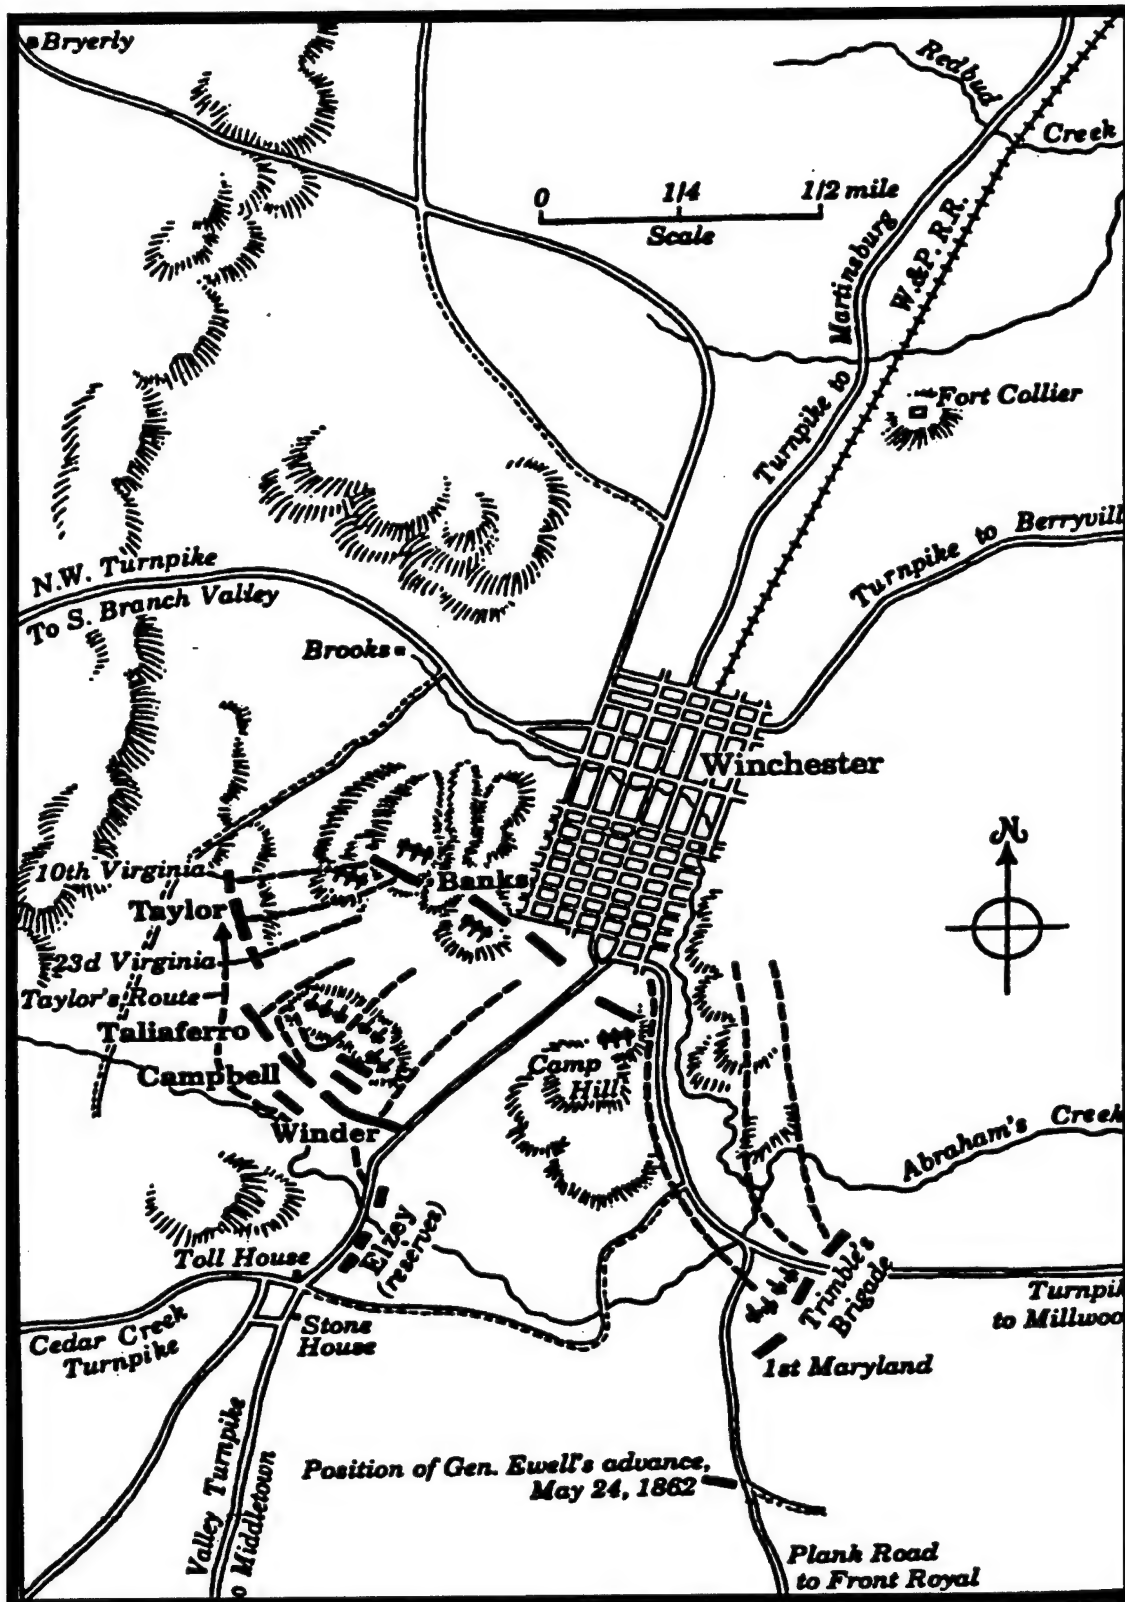 Bryerly
Redbud
Creek
0 1/4 1/2 mile
Scale
Turnpike to Martinsburg
W. & P. R.R.
Fort Collier
Turnpike to Berryvill
N.W. Turnpike
To S. Branch Valley
Brooks
Winchester
N
10th Virginia
Banks
Taylor
23d Virginia
Taylor's Route
Taliaferro
Campbell
Camp
Hill
Winder
Abraham's Creek
Elzey
(reserves)
Toll House
Trimble's
Brigade
Turnpik
to Millwoo
Cedar Creek
Turnpike
Stone
House
1st Maryland
Valley Turnpike
o Middletown
Position of Gen. Ewell's advance,
May 24, 1862
Plank Road
to Front Royal